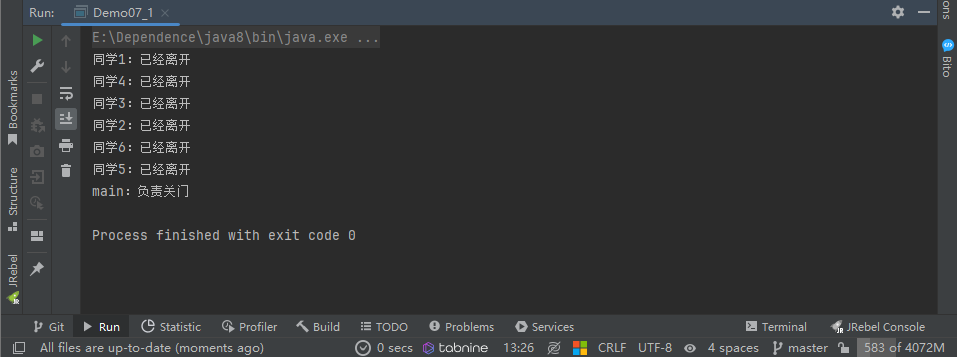 Run:
Demo07_1
ons
E:\Dependence\java8\bin\java.exe ...
同学1：已经离开
同学4：已经离开
同学3：已经离开
同学2：已经离开
同学6：已经离开
同学5：已经离开
main：负责关门
Process finished with exit code 0
Bookmarks
Structure
JRebel
Bito
Git
Run
Statistic
Profiler
Build
TODO
Problems
Services
Terminal
JRebel Console
All files are up-to-date (moments ago)
0 secs
tabnine
13:26
CRLF
UTF-8
4 spaces
master
583 of 4072M